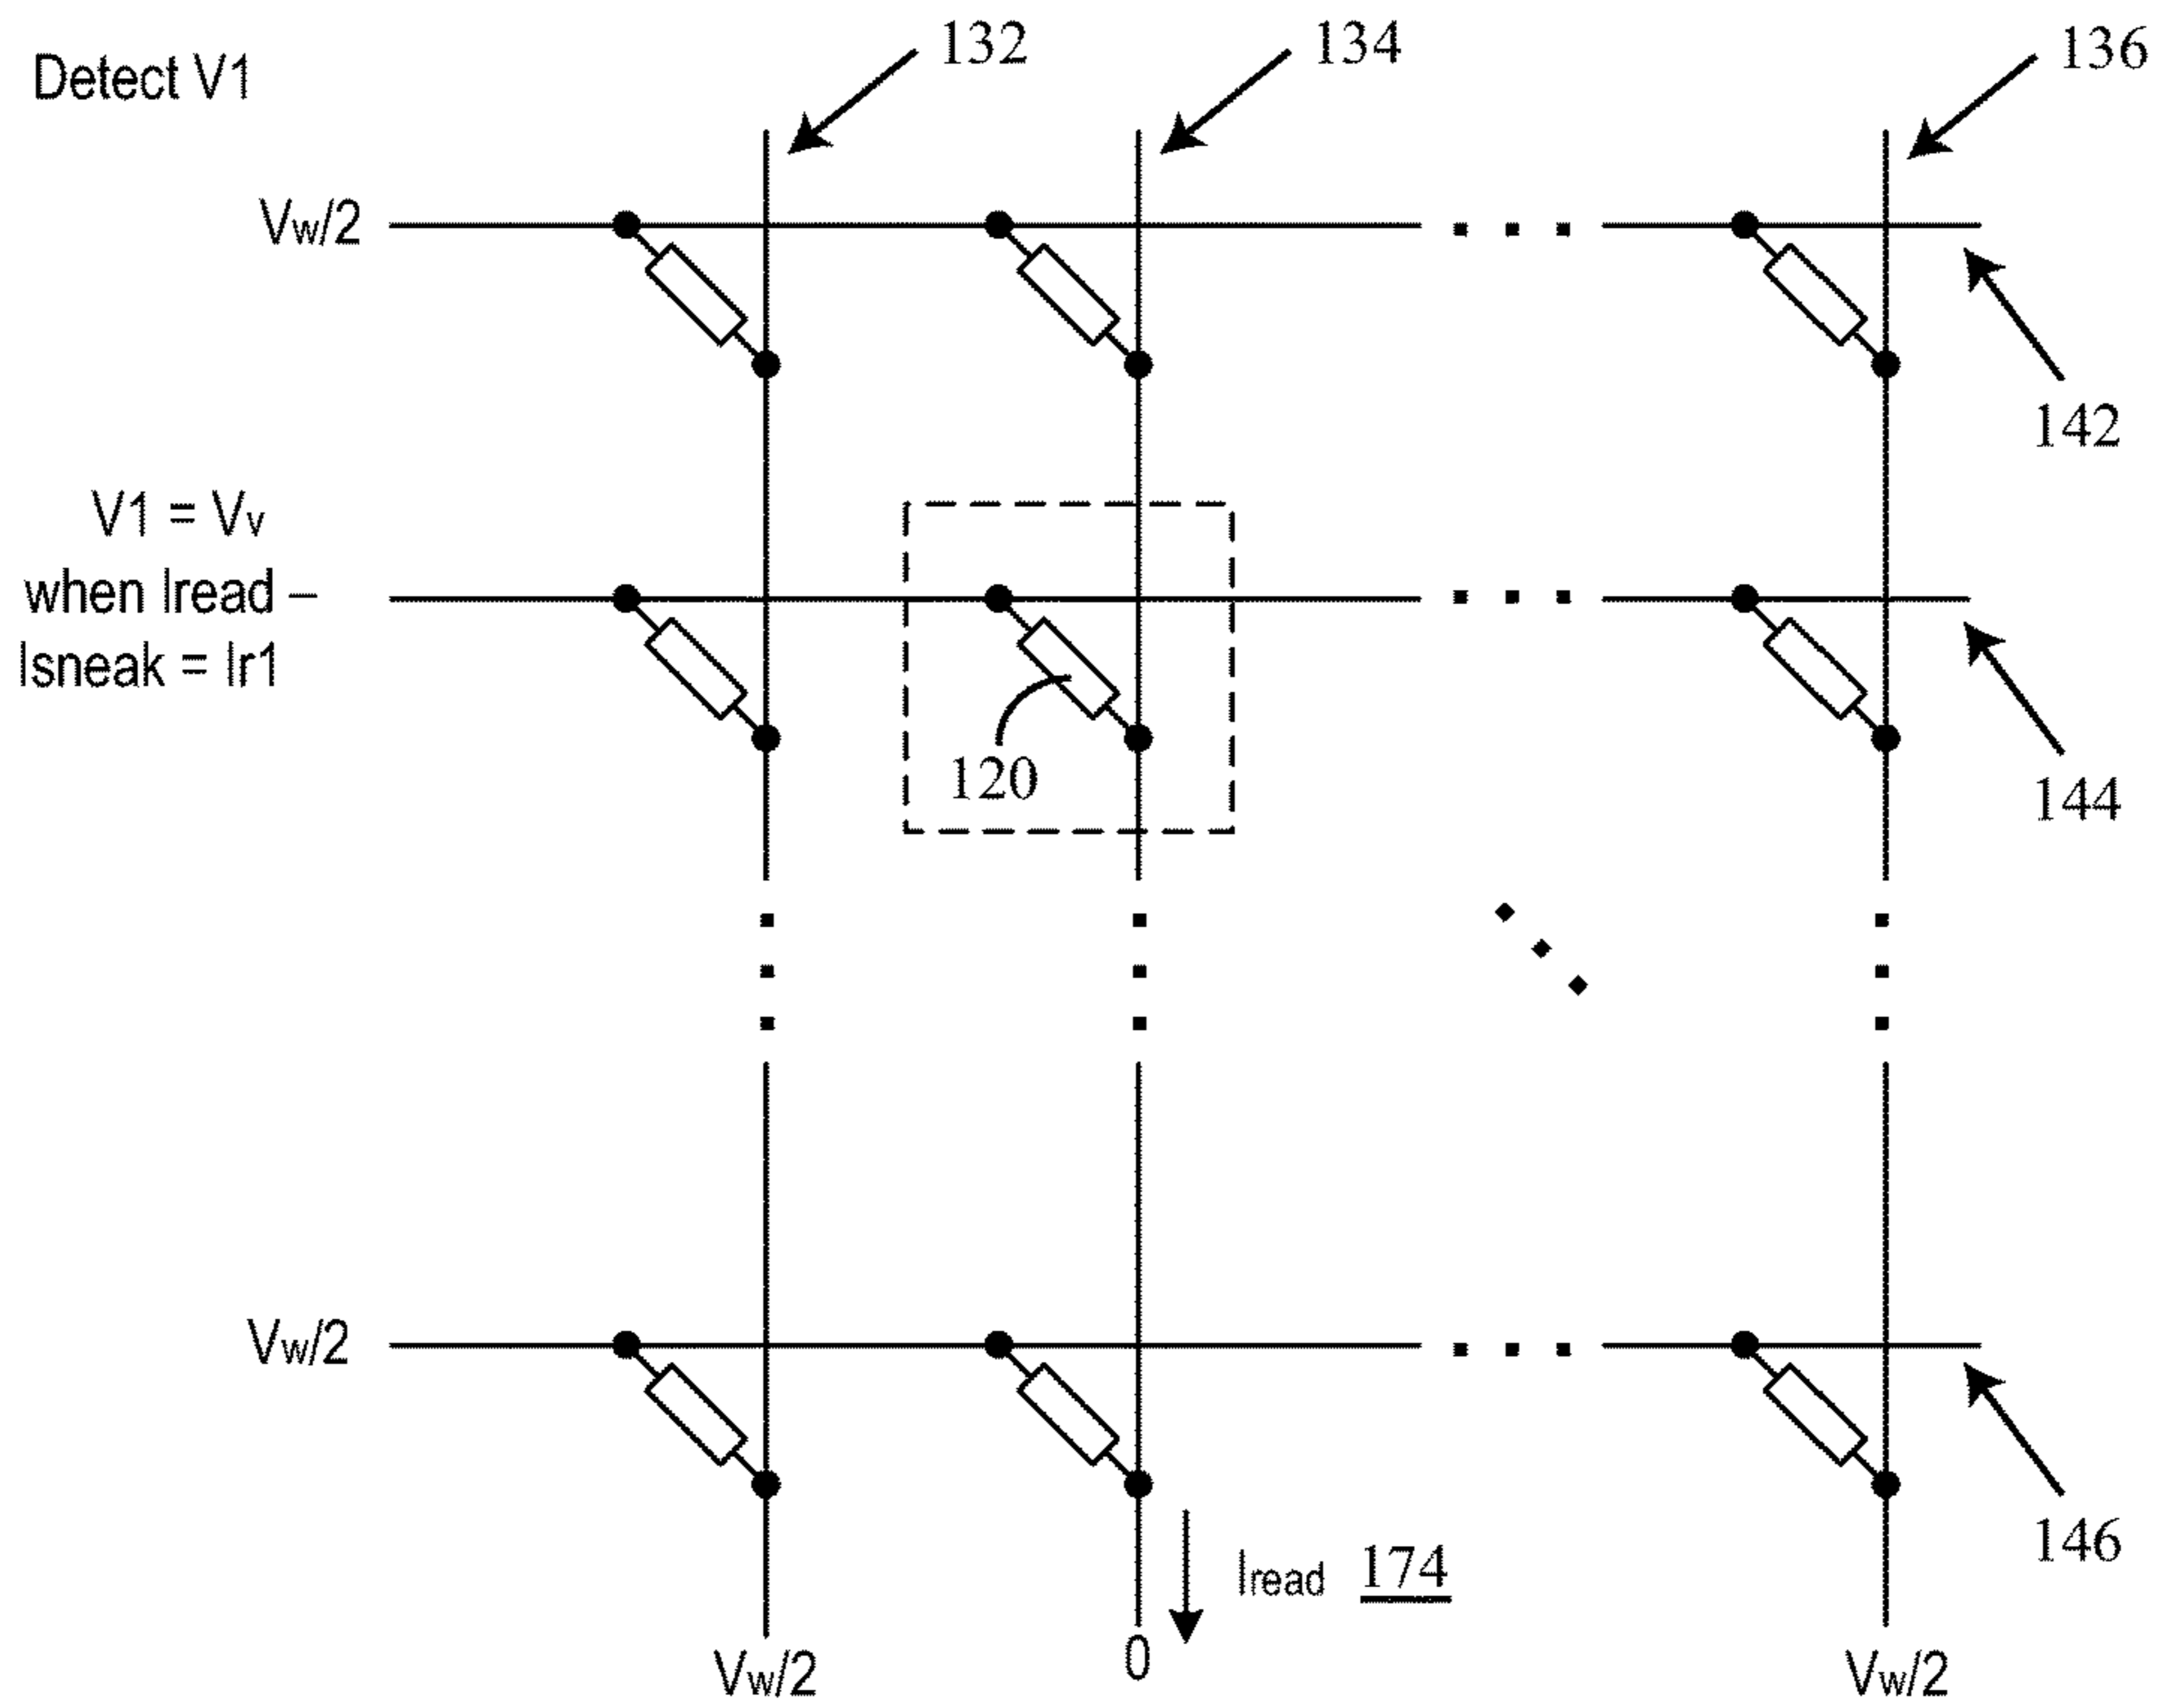 Detect V1
132
134
136
Vw/2
142
V1 = Vv
when Iread –
Isneak = Ir1
120
144
Vw/2
146
Iread 174
Vw/2
0
Vw/2